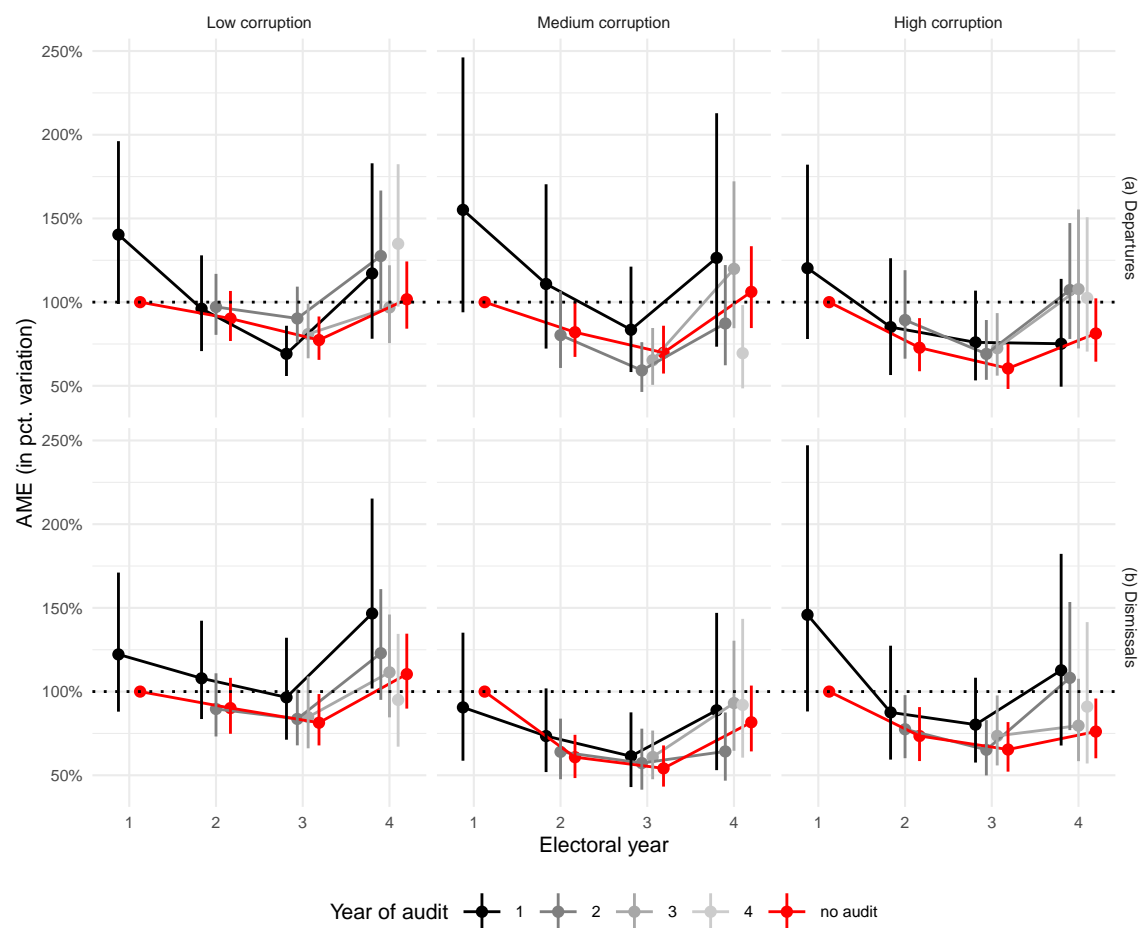 Low corruption
Medium corruption
High corruption
250%
200%
150%
100%
50%
(a) Departures
250%
200%
150%
100%
50%
(b) Dismissals
AME (in pct. variation)
1 2 3 4
1 2 3 4
1 2 3 4
Electoral year
Year of audit 1 2 3 4 no audit